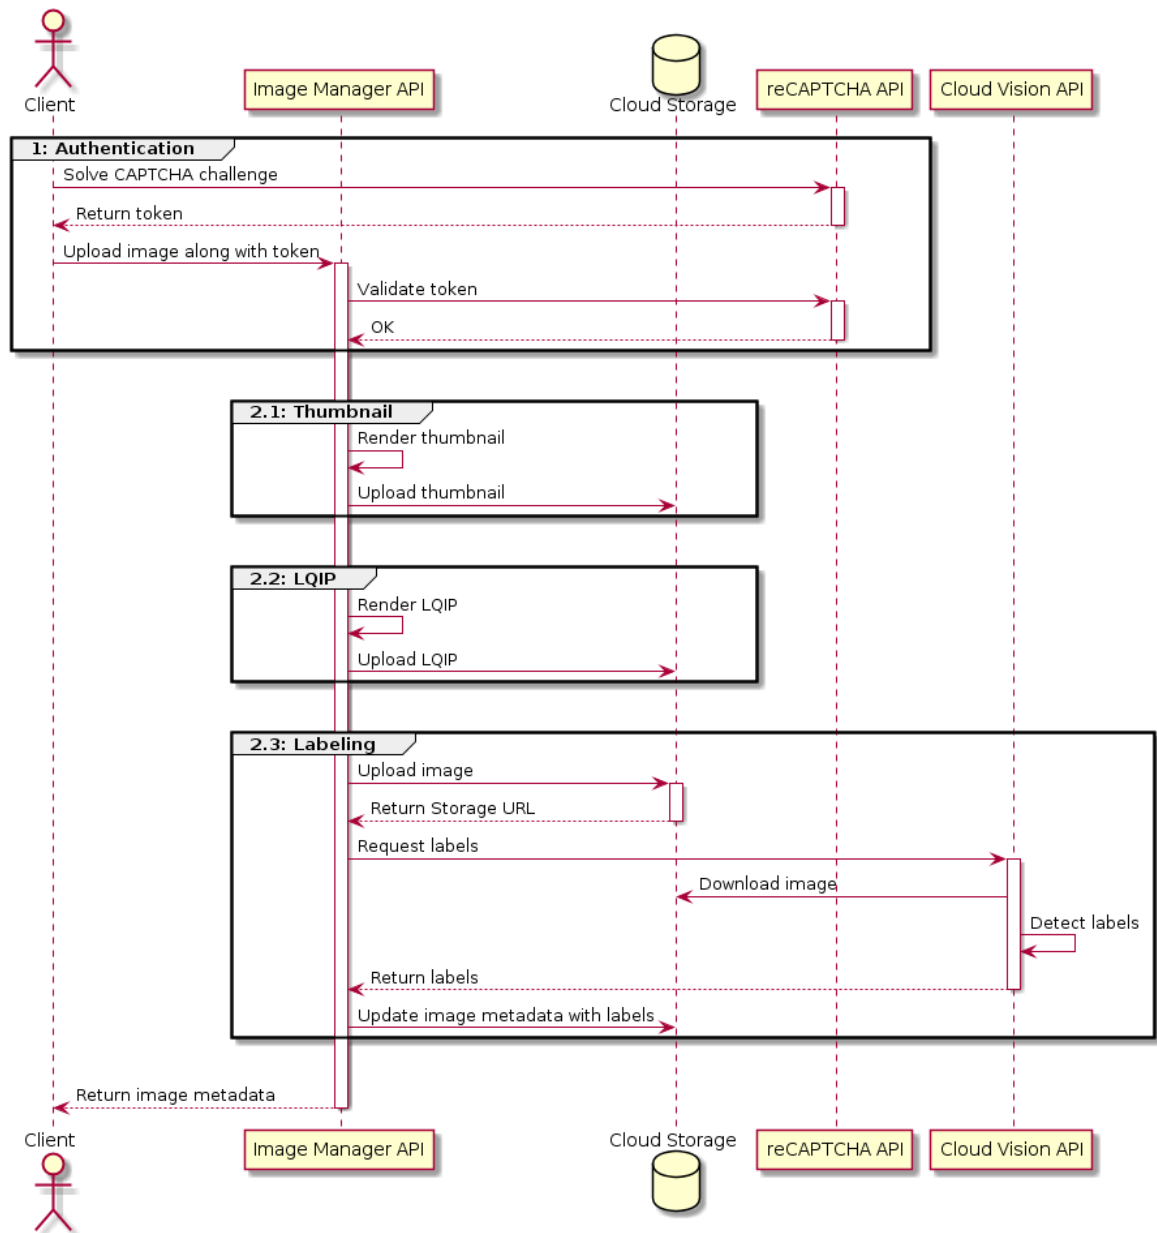 Client
Image Manager API
Cloud Storage
reCAPTCHA API
Cloud Vision API
1: Authentication
Solve CAPTCHA challenge
Return token
Upload image along with token
Validate token
OK
2.1: Thumbnail
Render thumbnail
Upload thumbnail
2.2: LQIP
Render LQIP
Upload LQIP
2.3: Labeling
Upload image
Return Storage URL
Request labels
Download image
Detect labels
Return labels
Update image metadata with labels
Return image metadata
Client
Image Manager API
Cloud Storage
reCAPTCHA API
Cloud Vision API